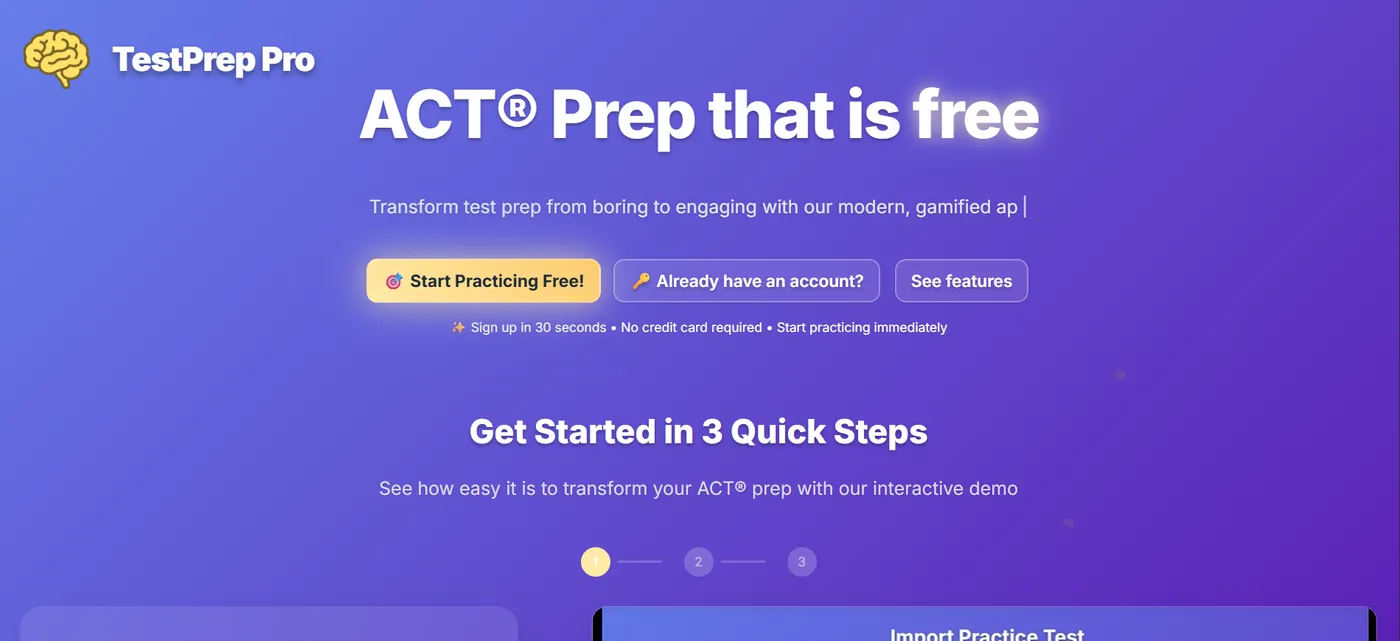 TestPrep Pro
ACT® Prep that is free
Transform test prep from boring to engaging with our modern, gamified ap|
🎯 Start Practicing Free!
🔑 Already have an account?
See features
✨ Sign up in 30 seconds • No credit card required • Start practicing immediately
Get Started in 3 Quick Steps
See how easy it is to transform your ACT® prep with our interactive demo
1 2 3
Import Practice Test